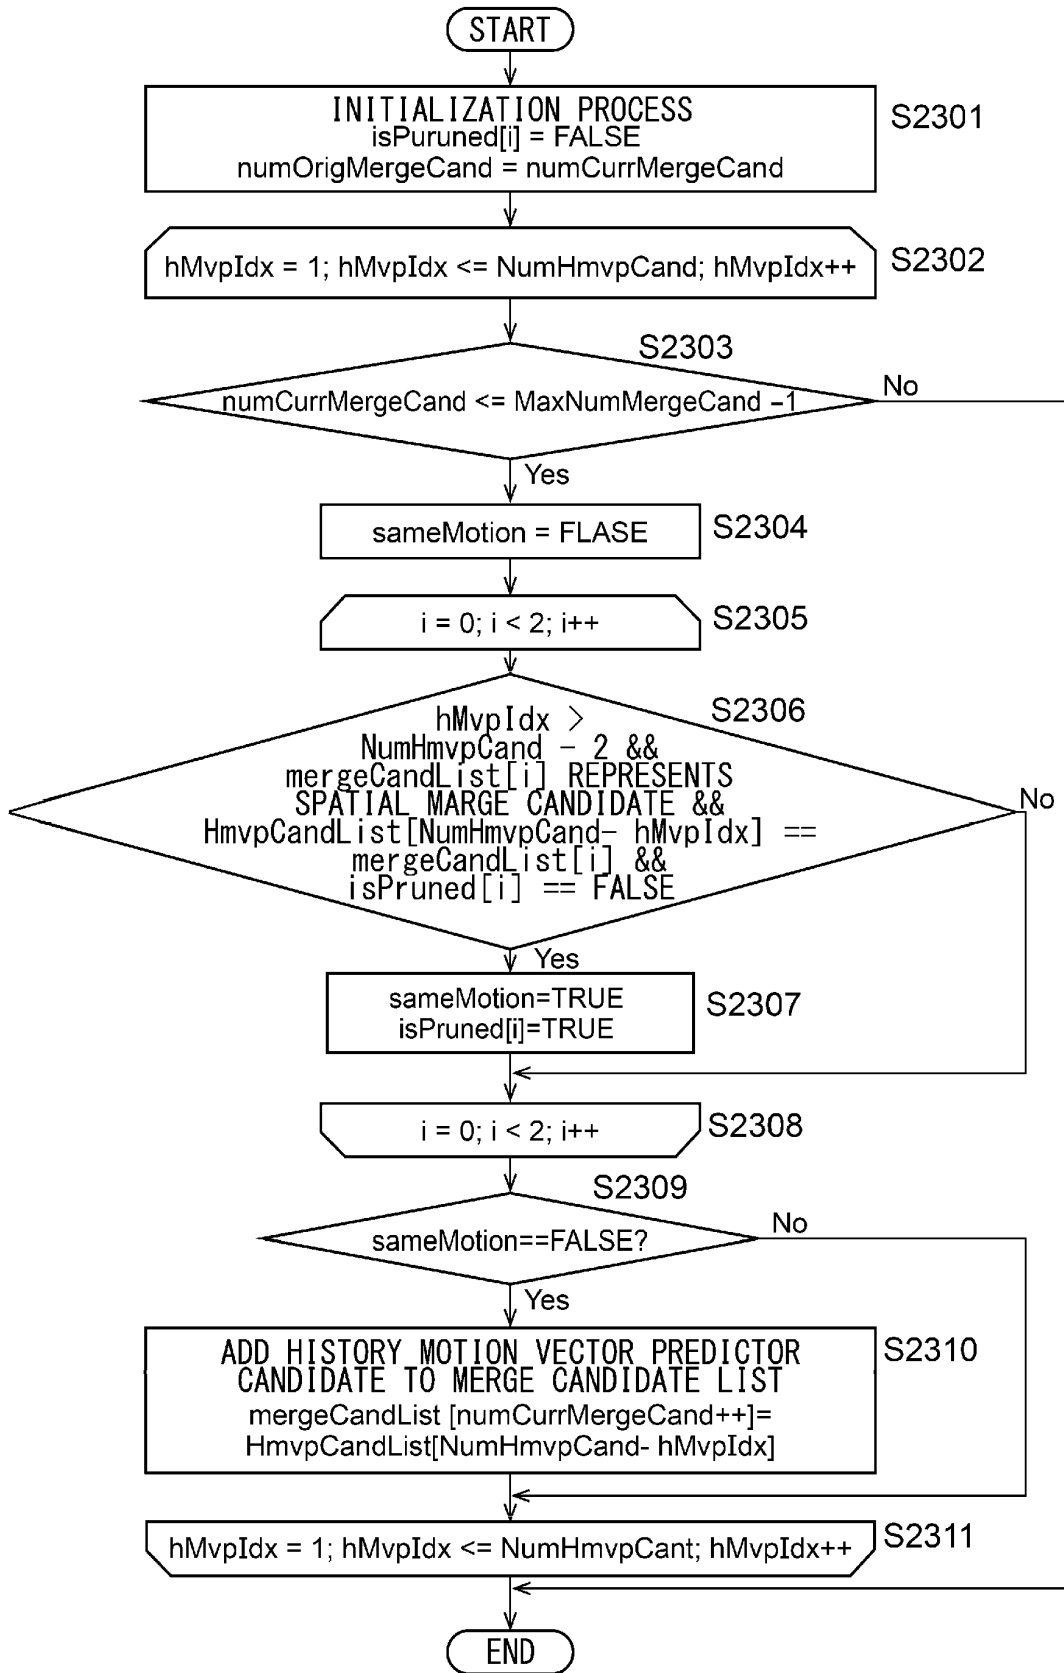 START
INITIALIZATION PROCESS
isPuruned[i] = FALSE
numOrigMergeCand = numCurrMergeCand
S2301
hMvpIdx = 1; hMvpIdx <= NumHmvpCand; hMvpIdx++
S2302
S2303
numCurrMergeCand <= MaxNumMergeCand –1
No
Yes
sameMotion = FLASE
S2304
i = 0; i < 2; i++
S2305
S2306
hMvpIdx >
NumHmvpCand - 2 &&
mergeCandList[i] REPRESENTS
SPATIAL MARGE CANDIDATE &&
HmvpCandList[NumHmvpCand- hMvpIdx] ==
mergeCandList[i] &&
isPruned[i] == FALSE
No
Yes
sameMotion=TRUE
isPruned[i]=TRUE
S2307
i = 0; i < 2; i++
S2308
S2309
sameMotion==FALSE?
No
Yes
ADD HISTORY MOTION VECTOR PREDICTOR
CANDIDATE TO MERGE CANDIDATE LIST
mergeCandList [numCurrMergeCand++]=
HmvpCandList[NumHmvpCand- hMvpIdx]
S2310
hMvpIdx = 1; hMvpIdx <= NumHmvpCant; hMvpIdx++
S2311
END